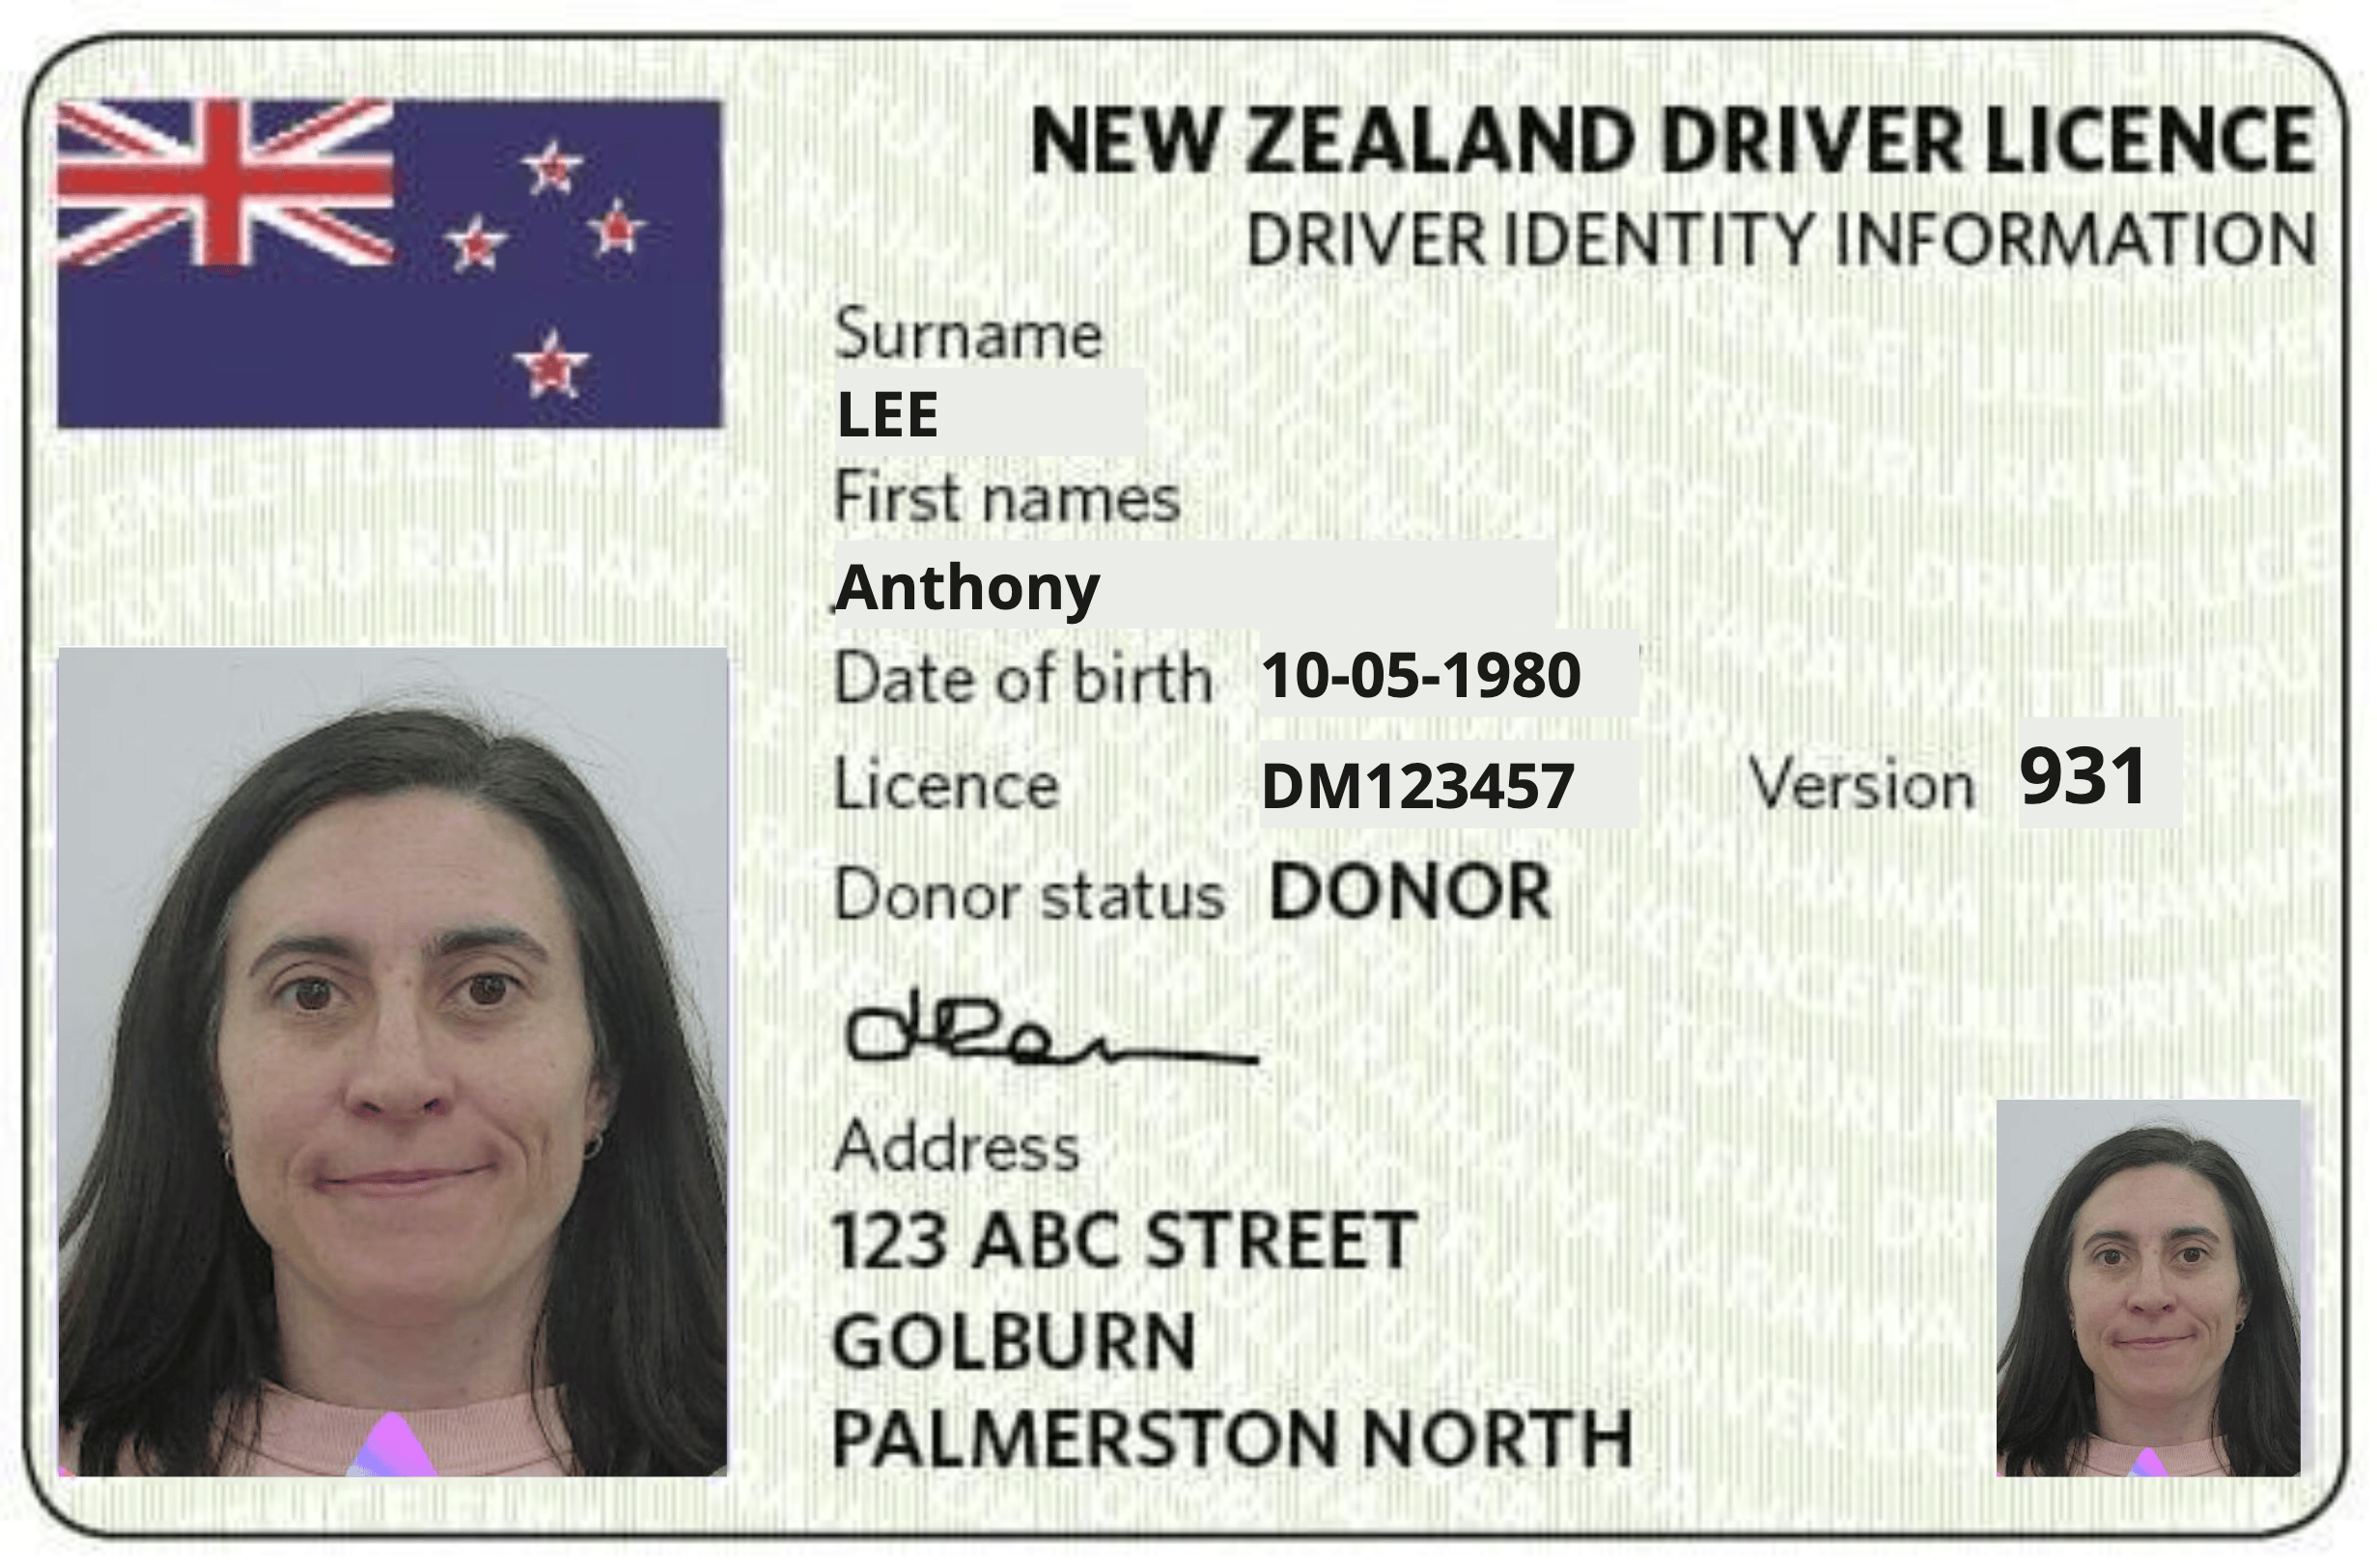 NEW ZEALAND DRIVER LICENCE
DRIVER IDENTITY INFORMATION
Surname
LEE
First names
Anthony
Date of birth 10-05-1980
Licence DM123457 Version 931
Donor status DONOR
Address
123 ABC STREET
GOLBURN
PALMERSTON NORTH